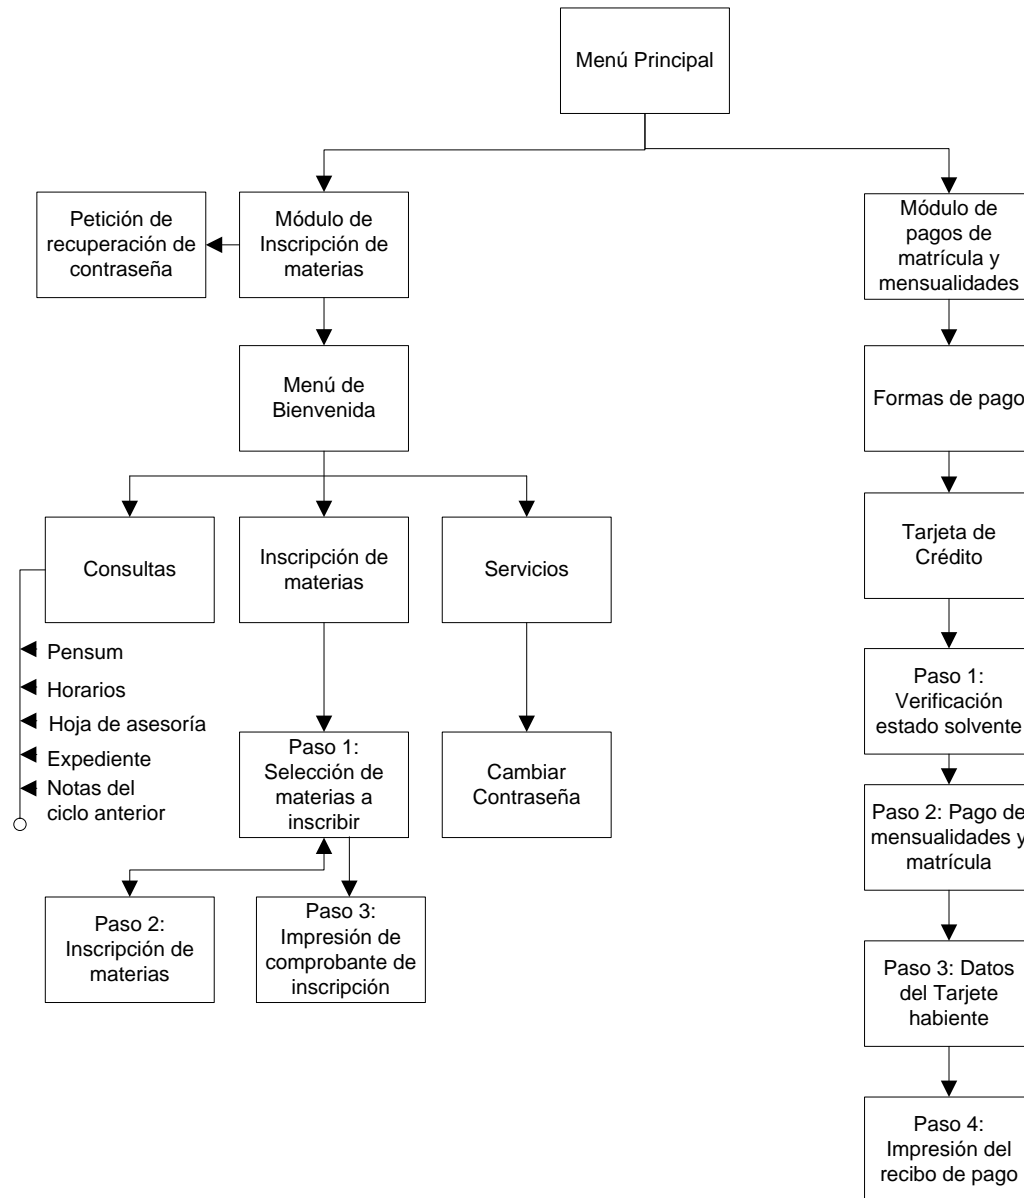 Menú Principal
Petición de
recuperación de
contraseña
Módulo de
Inscripción de
materias
Módulo de
pagos de
matrícula y
mensualidades
Menú de
Bienvenida
Formas de pago
Consultas
Inscripción de
materias
Servicios
Tarjeta de
Crédito
Pensum
Horarios
Hoja de asesoría
Expediente
Notas del
ciclo anterior
Paso 1:
Selección de
materias a
inscribir
Cambiar
Contraseña
Paso 1:
Verificación
estado solvente
Paso 2: Pago de
mensualidades y
matrícula
Paso 2:
Inscripción de
materias
Paso 3:
Impresión de
comprobante de
inscripción
Paso 3: Datos
del Tarjete
habiente
Paso 4:
Impresión del
recibo de pago